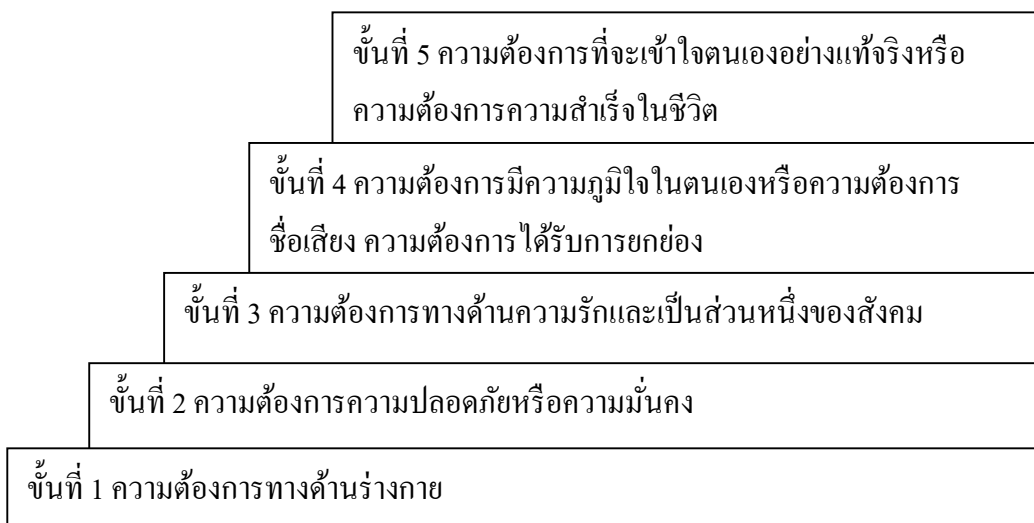 ขั้นที่ 5 ความต้องการที่จะเข้าใจตนเองอย่างแท้จริงหรือ
ความต้องการความสำเร็จในชีวิต
ขั้นที่ 4 ความต้องการมีความภูมิใจในตนเองหรือความต้องการ
ชื่อเสียง ความต้องการได้รับการยกย่อง
ขั้นที่ 3 ความต้องการทางด้านความรักและเป็นส่วนหนึ่งของสังคม
ขั้นที่ 2 ความต้องการความปลอดภัยหรือความมั่นคง
ขั้นที่ 1 ความต้องการทางด้านร่างกาย